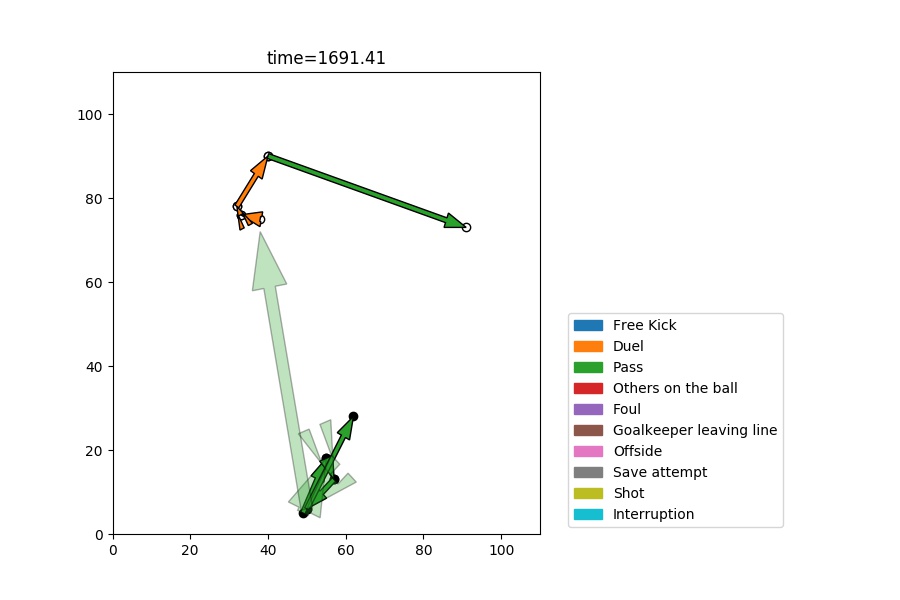 time=1691.41
100
80
60
40
20
0
0 20 40 60 80 100
Free Kick
Duel
Pass
Others on the ball
Foul
Goalkeeper leaving line
Offside
Save attempt
Shot
Interruption